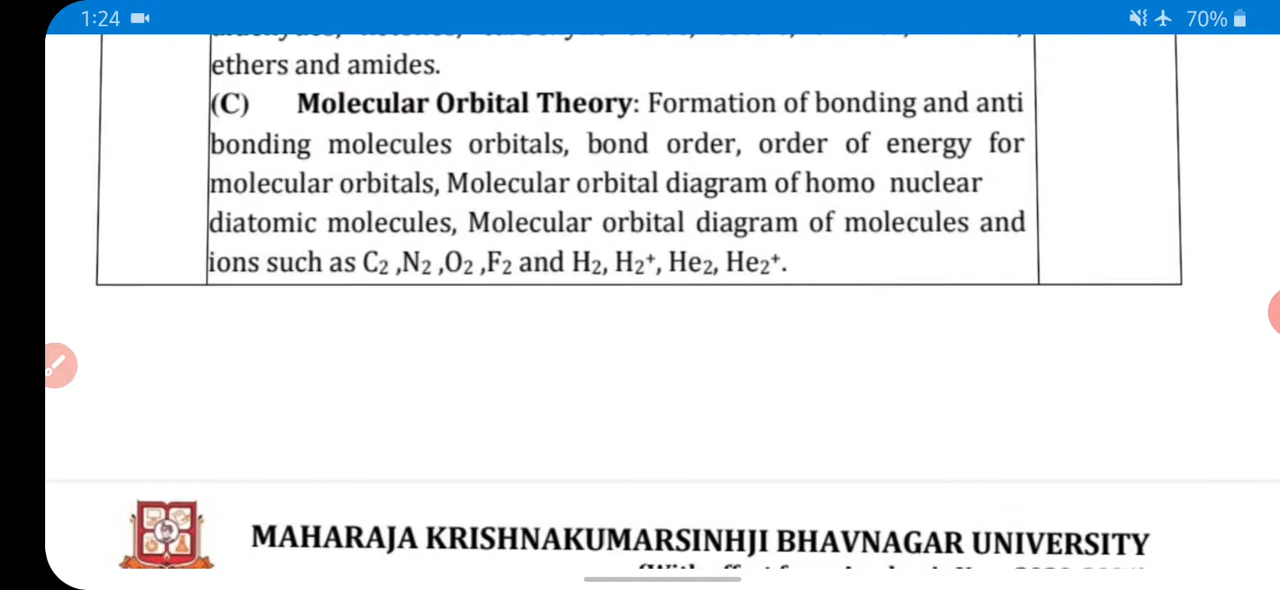 1:24
70%
ethers and amides.
(C) Molecular Orbital Theory: Formation of bonding and anti
bonding molecules orbitals, bond order, order of energy for
molecular orbitals, Molecular orbital diagram of homo nuclear
diatomic molecules, Molecular orbital diagram of molecules and
ions such as C₂ ,N₂ ,O₂ ,F₂ and H₂, H₂⁺, He₂, He₂⁺.
MAHARAJA KRISHNAKUMARSINHJI BHAVNAGAR UNIVERSITY